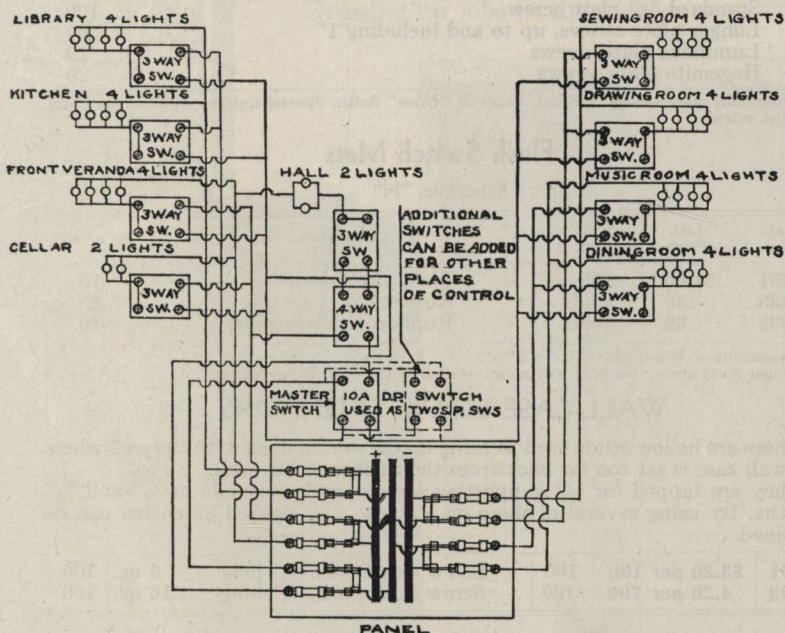 LIBRARY 4 LIGHTS
3 WAY
SW.
KITCHEN 4 LIGHTS
3 WAY
SW.
FRONT VERANDA 4 LIGHTS
3 WAY
SW.
CELLAR 2 LIGHTS
3 WAY
SW.
HALL 2 LIGHTS
3 WAY
SW
4 WAY
SW.
ADDITIONAL
SWITCHES
CAN BE ADDED
FOR OTHER
PLACES
OF CONTROL
MASTER
SWITCH
10A D.P. SWITCH
USED AS TWO S.P. SWS
SEWING ROOM 4 LIGHTS
3 WAY
SW
DRAWING ROOM 4 LIGHTS
3 WAY
SW.
MUSIC ROOM 4 LIGHTS
3 WAY
SW.
DINING ROOM 4 LIGHTS
3 WAY
SW.
PANEL